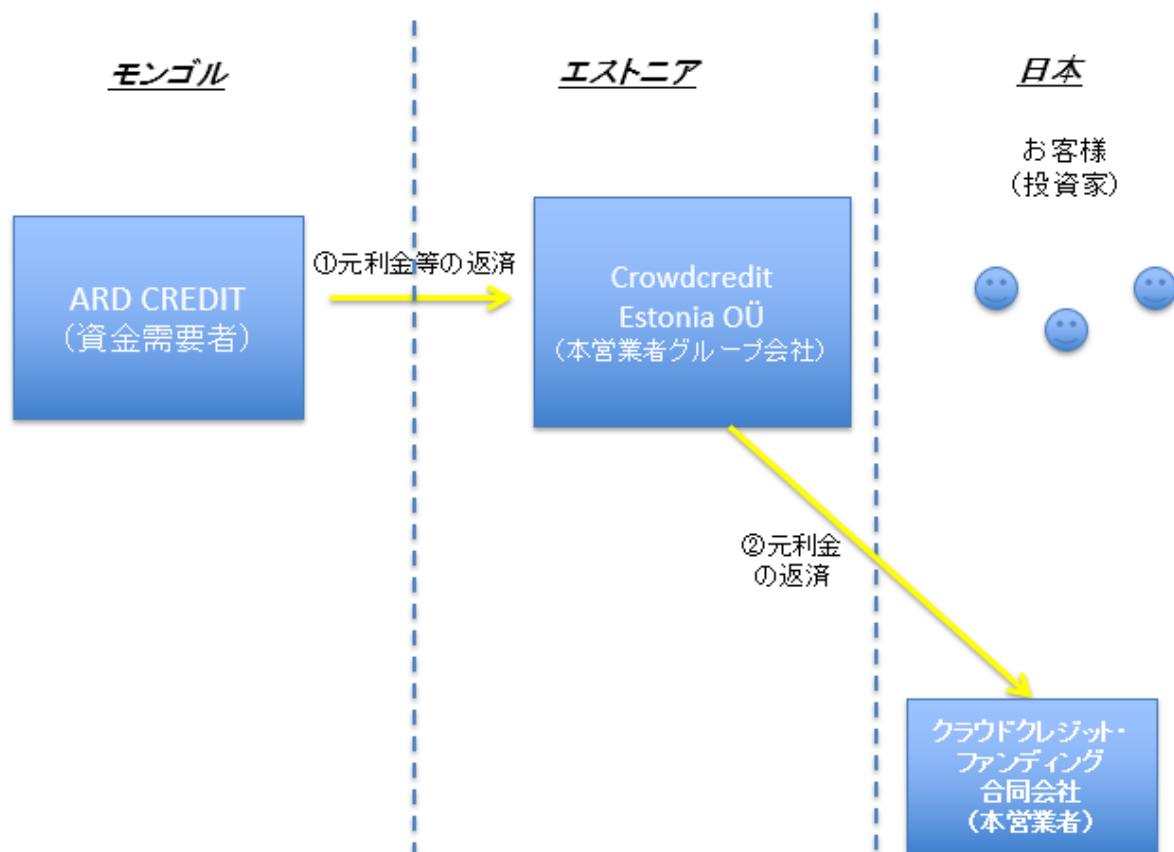 モンゴル
エストニア
日本
お客様
（投資家）
ARD CREDIT
（資金需要者）
①元利金等の返済
Crowdcredit
Estonia OÜ
（本営業者グループ会社）
②元利金
の返済
クラウドクレジット・
ファンディング
合同会社
（本営業者）